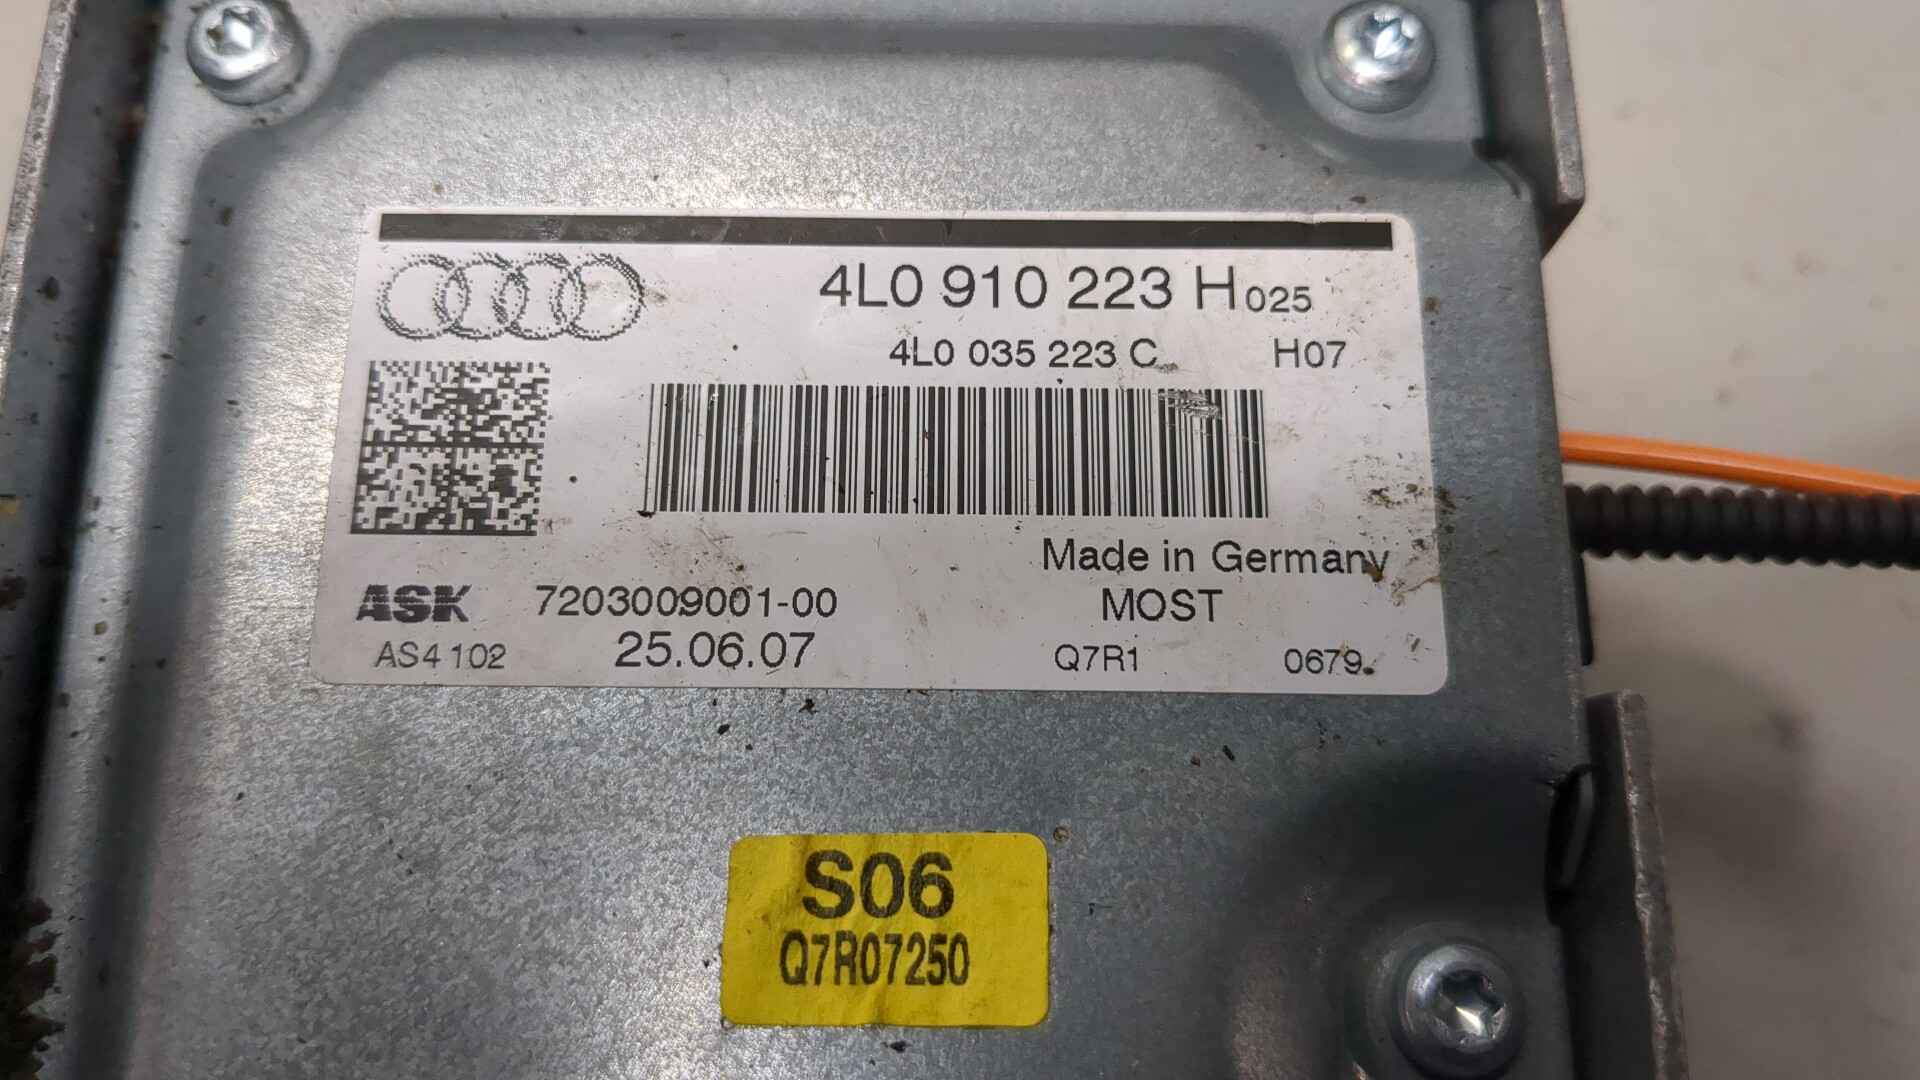 4L0 910 223 H 025
4L0 035 223 C H07
Made in Germany
ASK 7203009001-00 MOST
AS4 102 25.06.07 Q7R1 0679
S06
Q7R07250